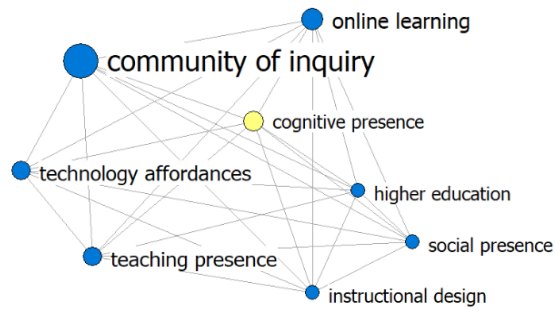 online learning
community of inquiry
cognitive presence
technology affordances
higher education
social presence
teaching presence
instructional design